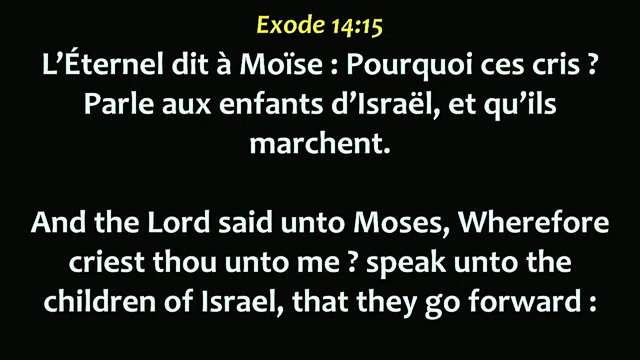 Exode 14:15
L’Éternel dit à Moïse : Pourquoi ces cris ?
Parle aux enfants d’Israël, et qu’ils
marchent.
And the Lord said unto Moses, Wherefore
criest thou unto me ? speak unto the
children of Israel, that they go forward :